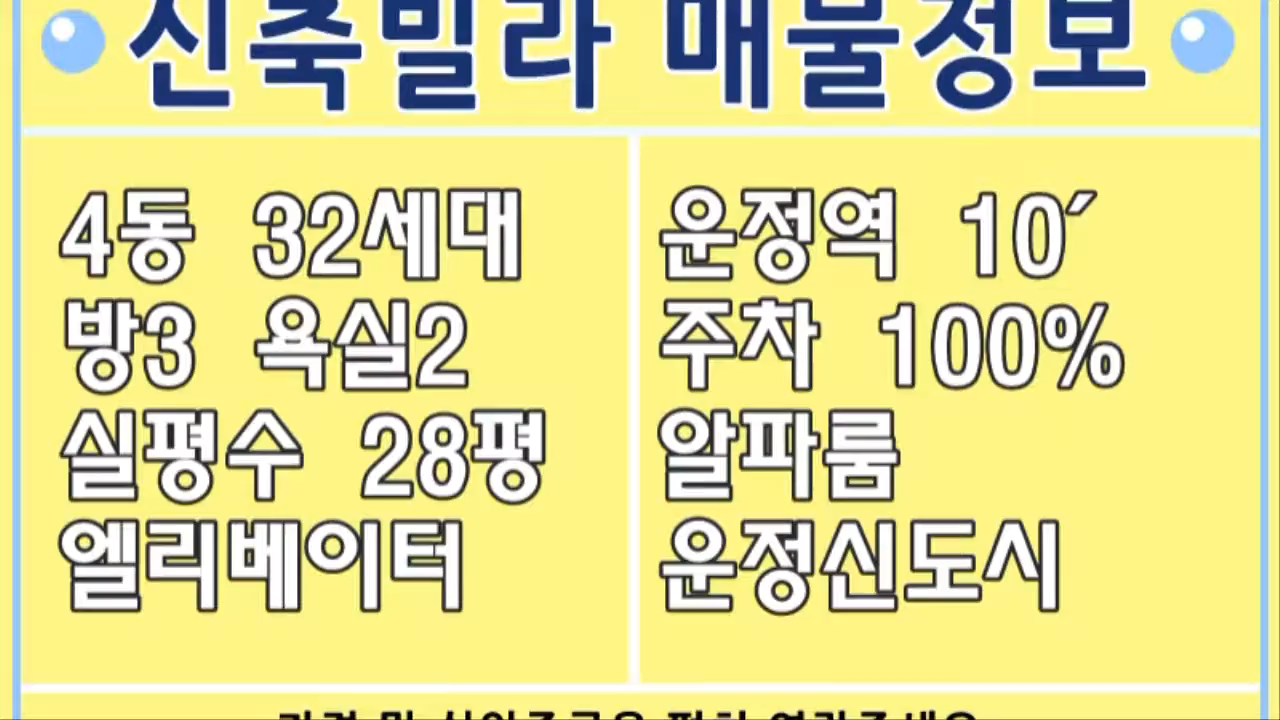 신축빌라 매물정보
4동 32세대
방3 욕실2
실평수 28평
엘리베이터
운정역 10′
주차 100%
알파룸
운정신도시